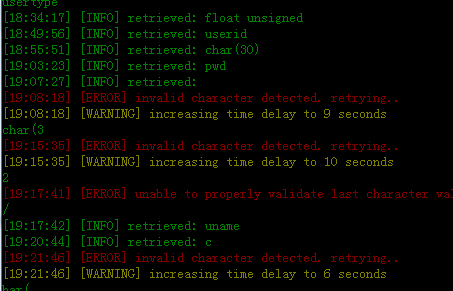 usertype
[18:34:17] [INFO] retrieved: float unsigned
[18:49:56] [INFO] retrieved: userid
[18:55:51] [INFO] retrieved: char(30)
[19:03:23] [INFO] retrieved: pwd
[19:07:27] [INFO] retrieved:
[19:08:18] [ERROR] invalid character detected. retrying..
[19:08:18] [WARNING] increasing time delay to 9 seconds
char(3
[19:15:35] [ERROR] invalid character detected. retrying..
[19:15:35] [WARNING] increasing time delay to 10 seconds
2
[19:17:41] [ERROR] unable to properly validate last character val
/
[19:17:42] [INFO] retrieved: uname
[19:20:44] [INFO] retrieved: c
[19:21:46] [ERROR] invalid character detected. retrying..
[19:21:46] [WARNING] increasing time delay to 6 seconds
har(